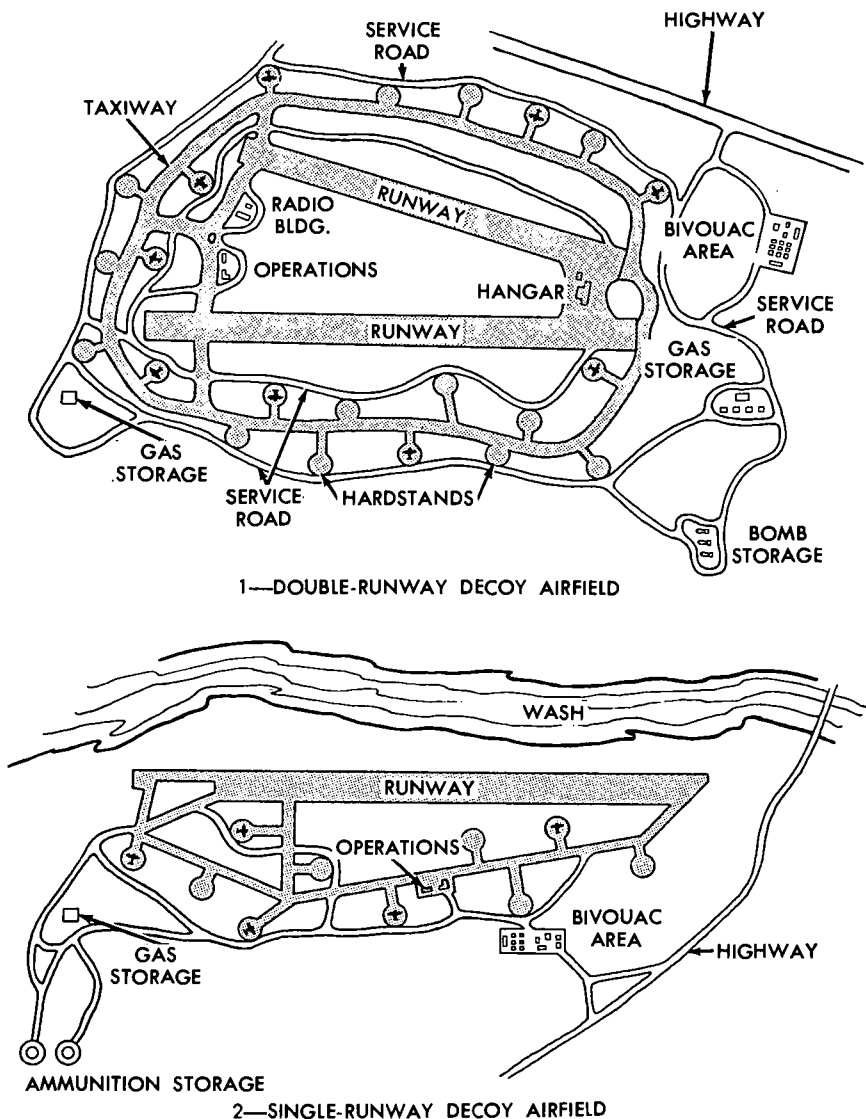 HIGHWAY
SERVICE
ROAD
TAXIWAY
RUNWAY
RADIO
BLDG.
BIVOUAC
AREA
OPERATIONS
HANGAR
SERVICE
ROAD
RUNWAY
GAS
STORAGE
GAS
STORAGE
SERVICE
ROAD
HARDSTANDS
BOMB
STORAGE
1—DOUBLE-RUNWAY DECOY AIRFIELD
WASH
RUNWAY
OPERATIONS
BIVOUAC
AREA
GAS
STORAGE
HIGHWAY
AMMUNITION STORAGE
2—SINGLE-RUNWAY DECOY AIRFIELD